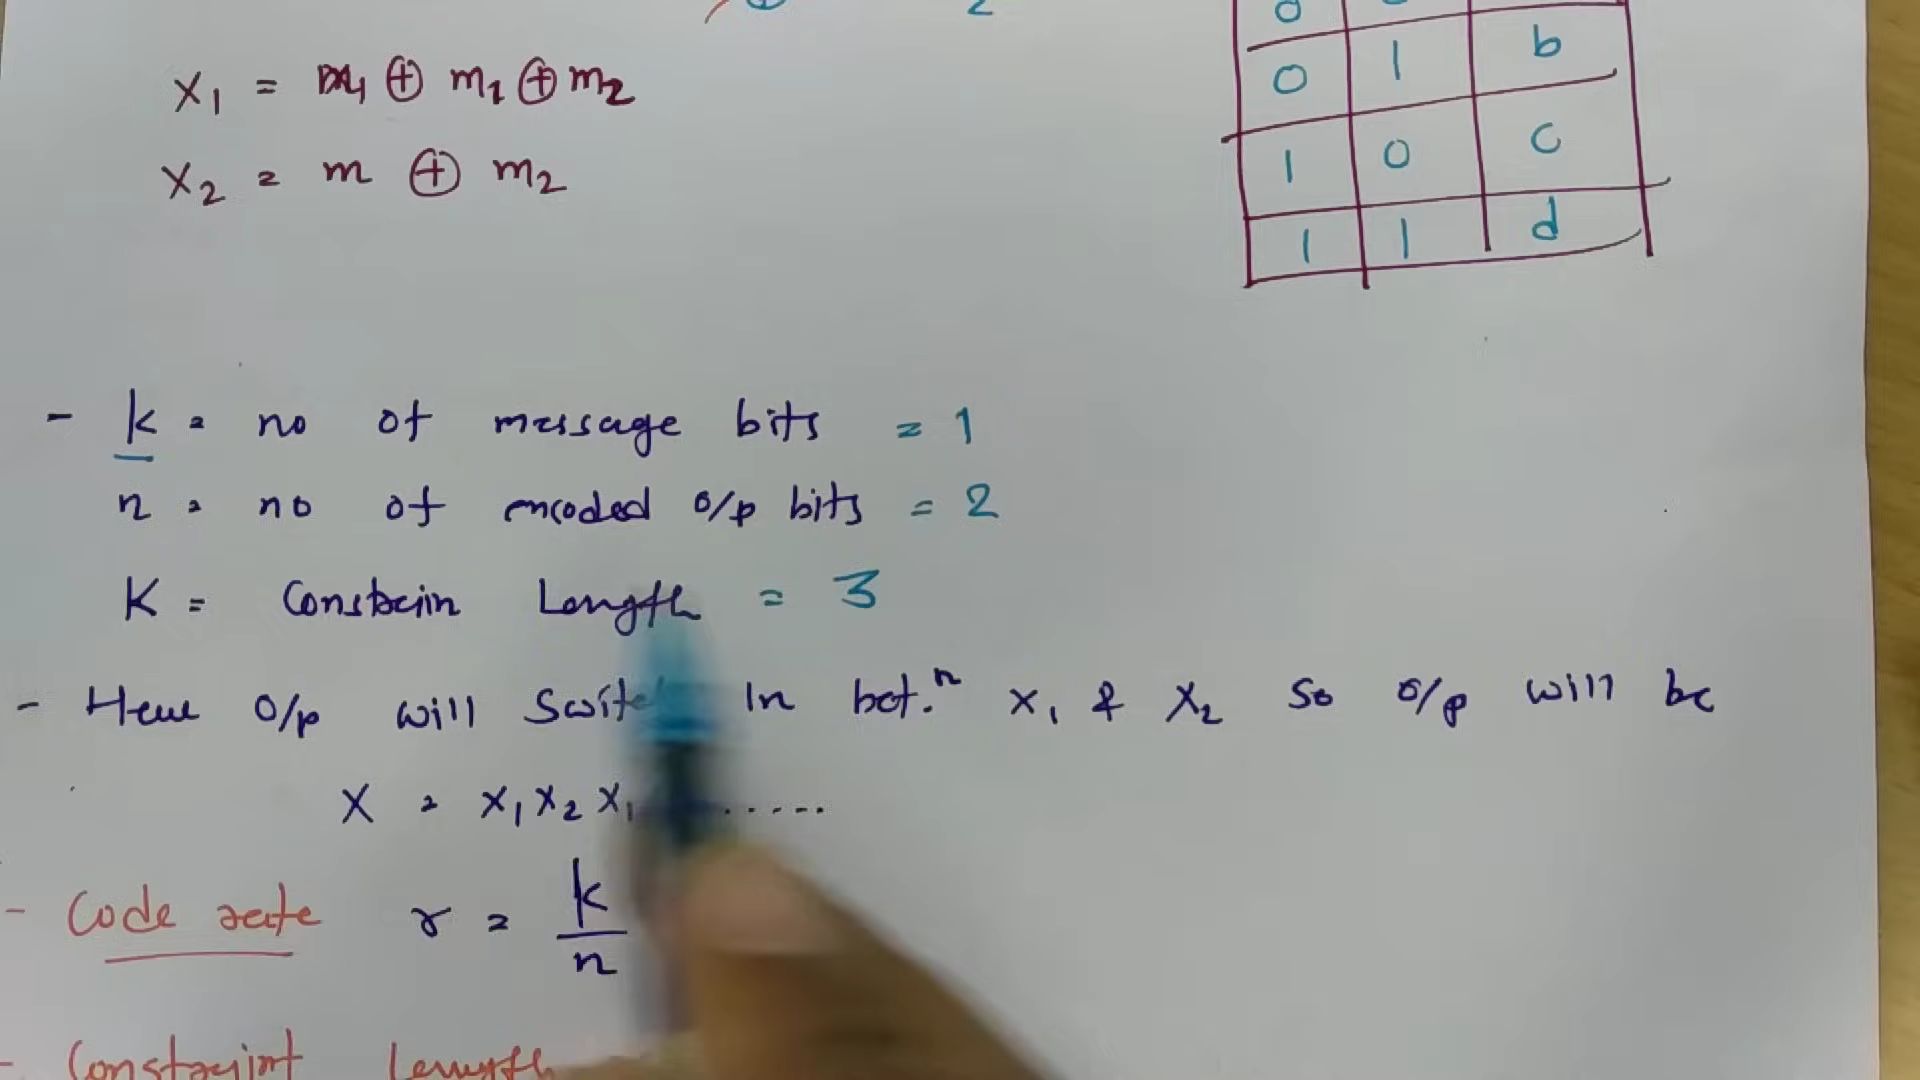 x₁ = m ⊕ m₁ ⊕ m₂
x₂ = m ⊕ m₂
0 1 b
1 0 c
1 1 d
- k = no of message bits = 1
n = no of encoded o/p bits = 2
K = Constrain Length = 3
- Here o/p will in bet.ⁿ x₁ & x₂ so o/p will be
X = x₁ x₂ x₁ .....
- Code rate r = k/n
- Constraint Length